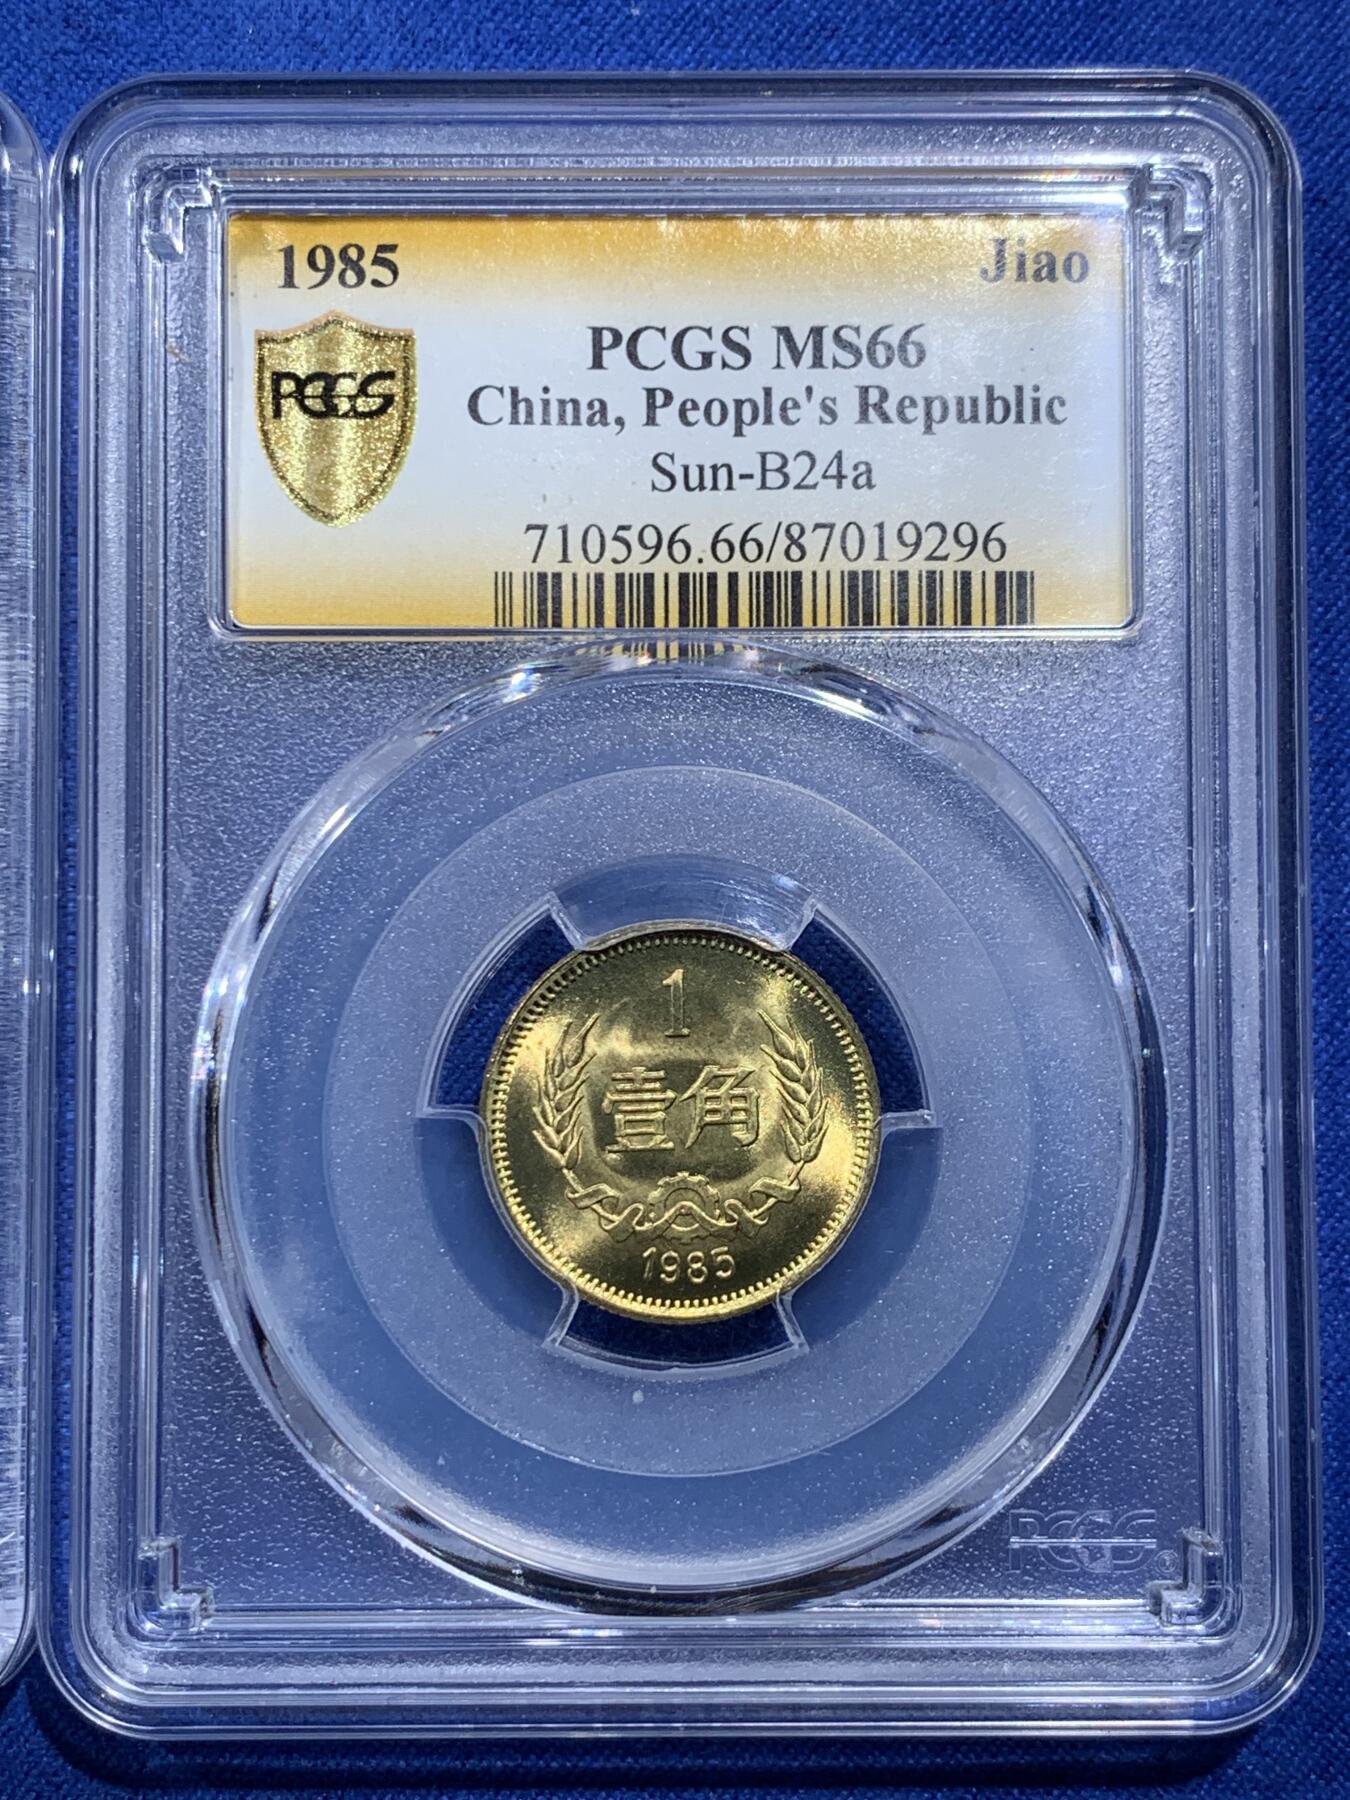 1985 Jiao
PCGS
PCGS MS66
China, People's Republic
Sun-B24a
710596.66/87019296
1
壹角
1985
PCGS